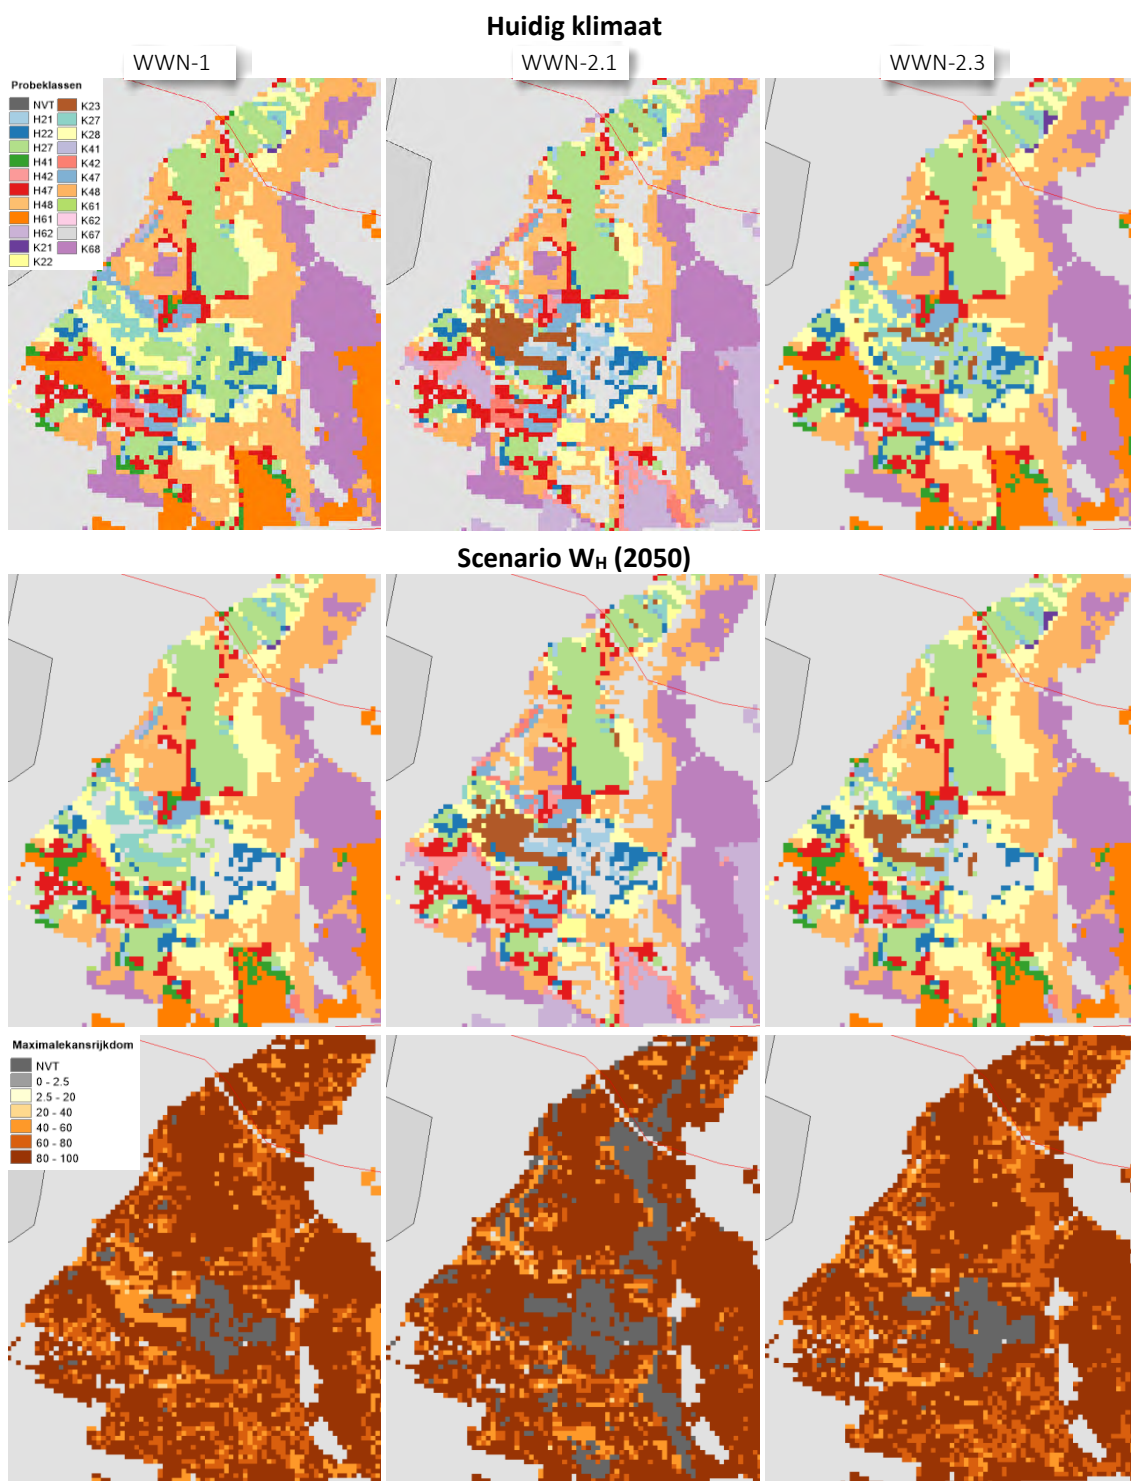 Huidig klimaat
WWN-1
WWN-2.1
WWN-2.3
Probeklassen
NVT K23
H21 K27
H22 K28
H27 K41
H41 K42
H42 K47
H47 K48
H48 K61
H61 K62
H62 K67
K21 K68
K22
Scenario WH (2050)
Maximalekansrijkdom
NVT
0 - 2.5
2.5 - 20
20 - 40
40 - 60
60 - 80
80 - 100